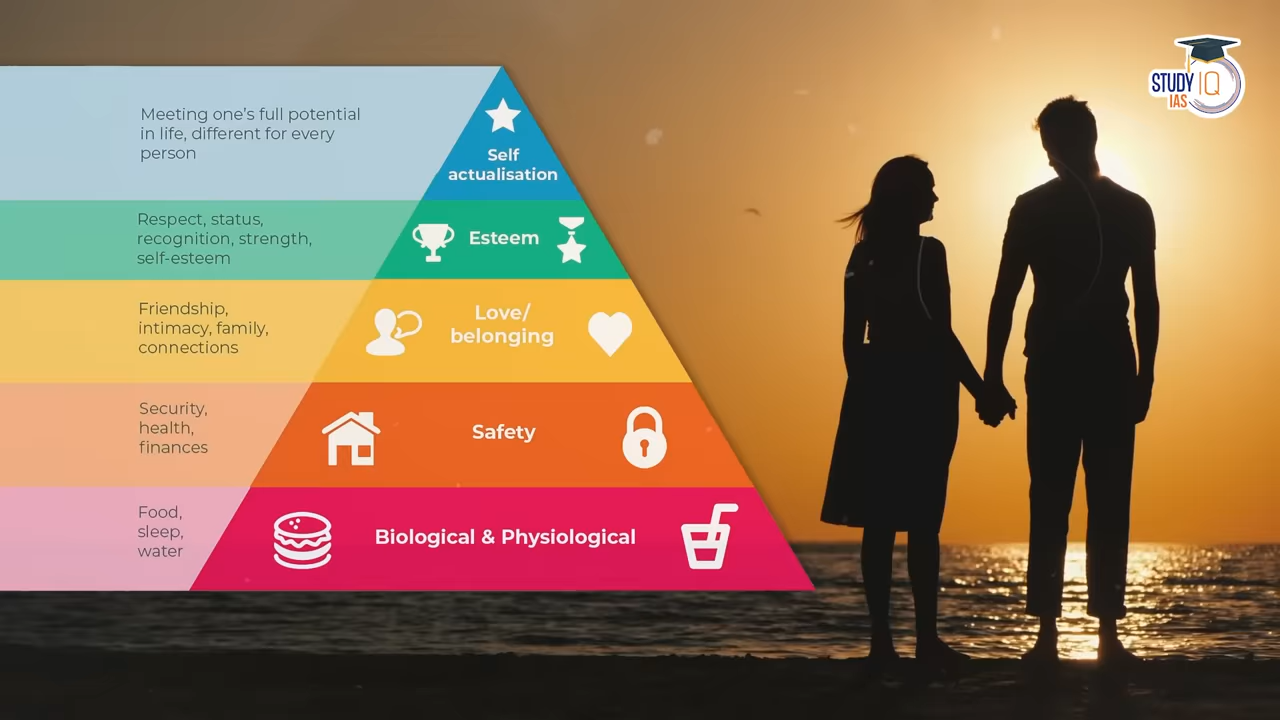 STUDY IQ
IAS
Meeting one's full potential
in life, different for every
person
Self
actualisation
Respect, status,
recognition, strength,
self-esteem
Esteem
Friendship,
intimacy, family,
connections
Love/
belonging
Security,
health,
finances
Safety
Food,
sleep,
water
Biological & Physiological